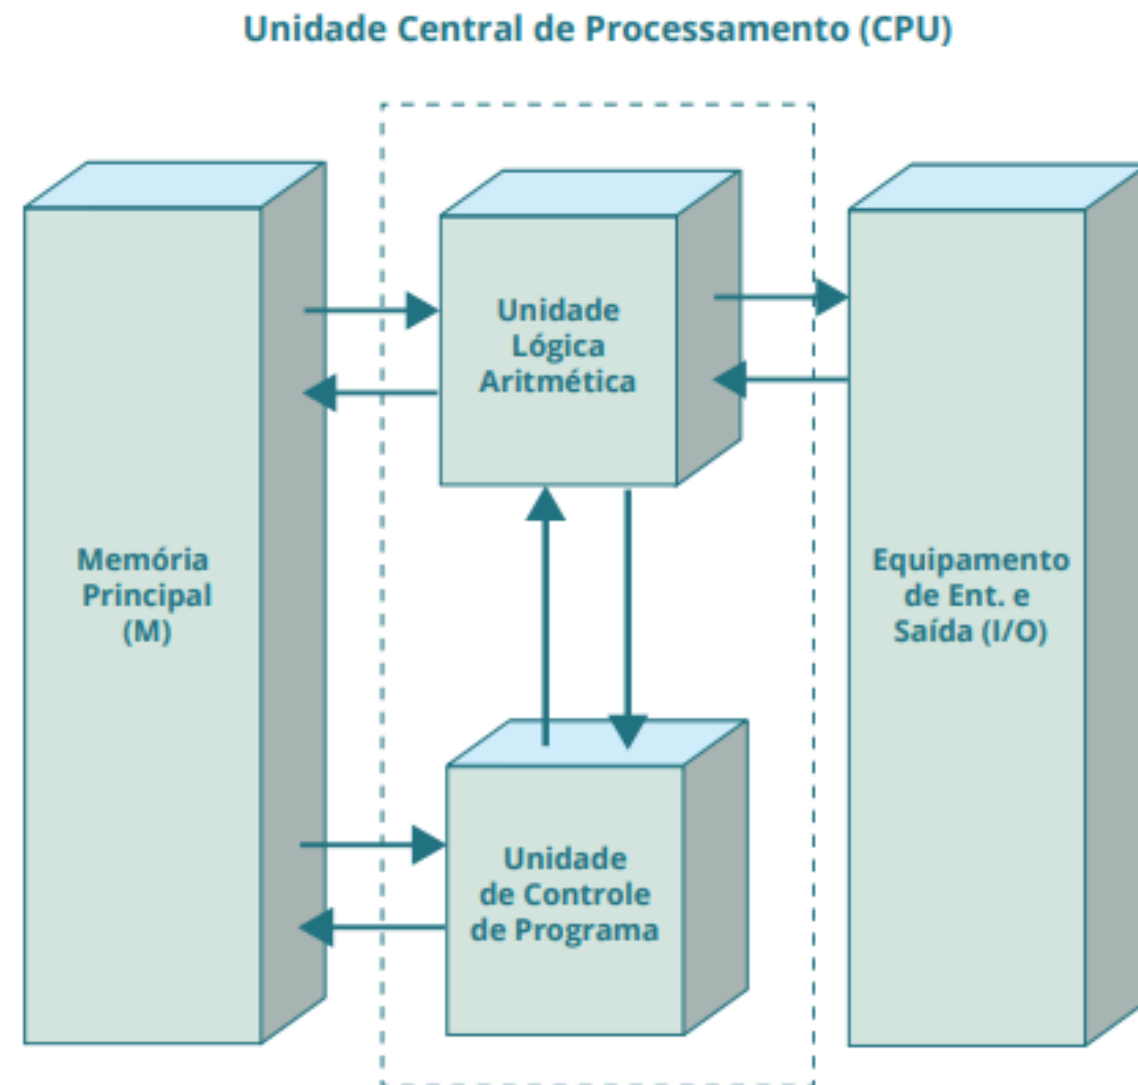 Unidade Central de Processamento (CPU)
Unidade
Lógica
Aritmética
Memória
Principal
(M)
Equipamento
de Ent. e
Saída (I/O)
Unidade
de Controle
de Programa